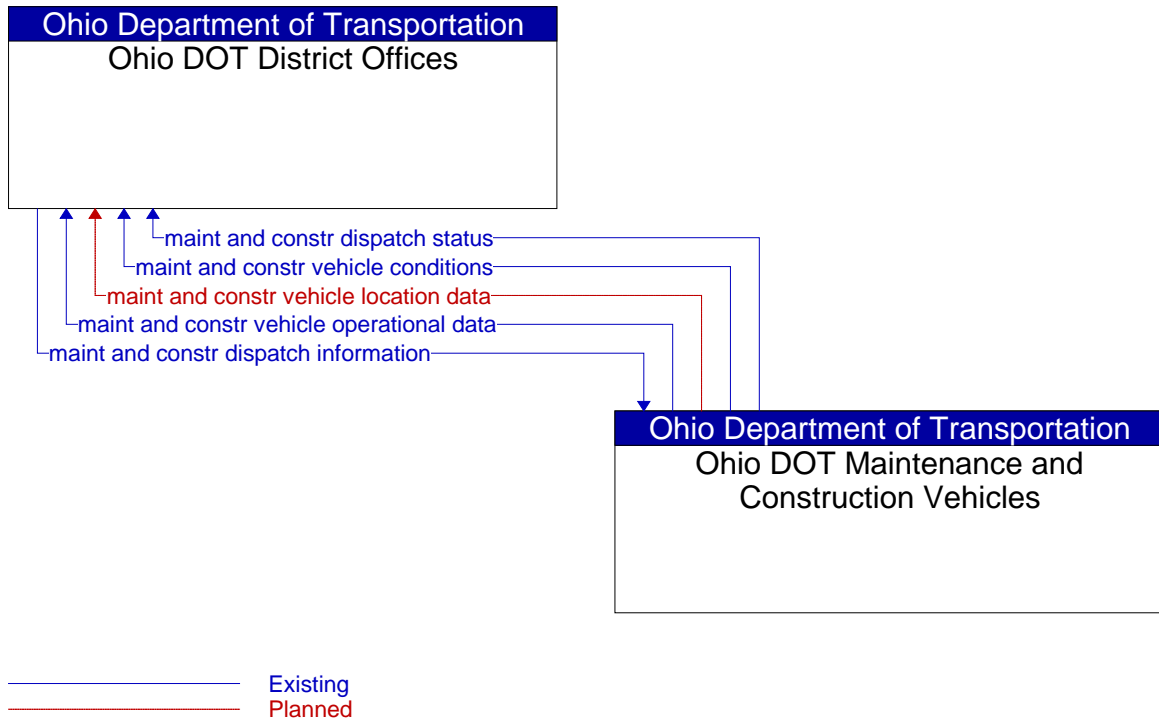 Ohio Department of Transportation
Ohio DOT District Offices
maint and constr dispatch status
maint and constr vehicle conditions
maint and constr vehicle location data
maint and constr vehicle operational data
maint and constr dispatch information
Ohio Department of Transportation
Ohio DOT Maintenance and
Construction Vehicles
Existing
Planned